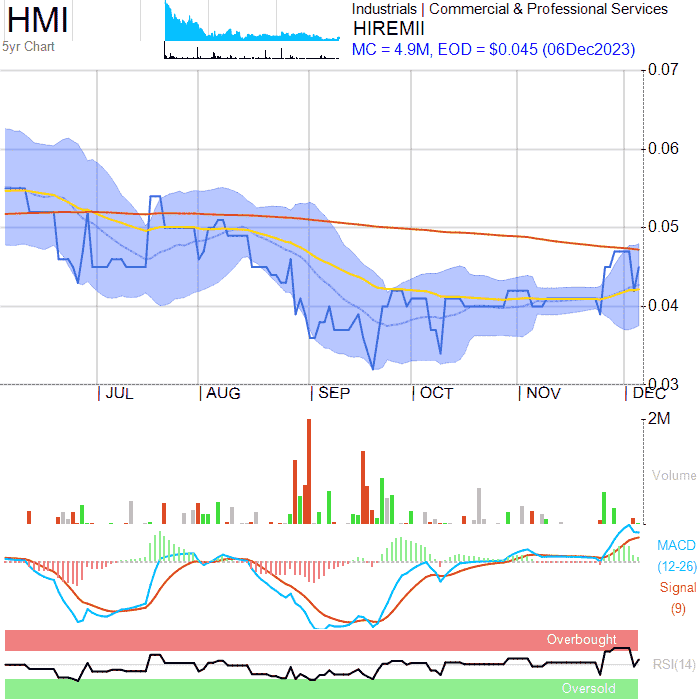 HMI
5yr Chart
Industrials | Commercial & Professional Services
HIREMII
MC = 4.9M, EOD = $0.045 (06Dec2023)
0.07
0.06
0.05
0.04
0.03
JUL AUG SEP OCT NOV DEC
2M
Volume
MACD
(12-26)
Signal
(9)
Overbought
RSI(14)
Oversold